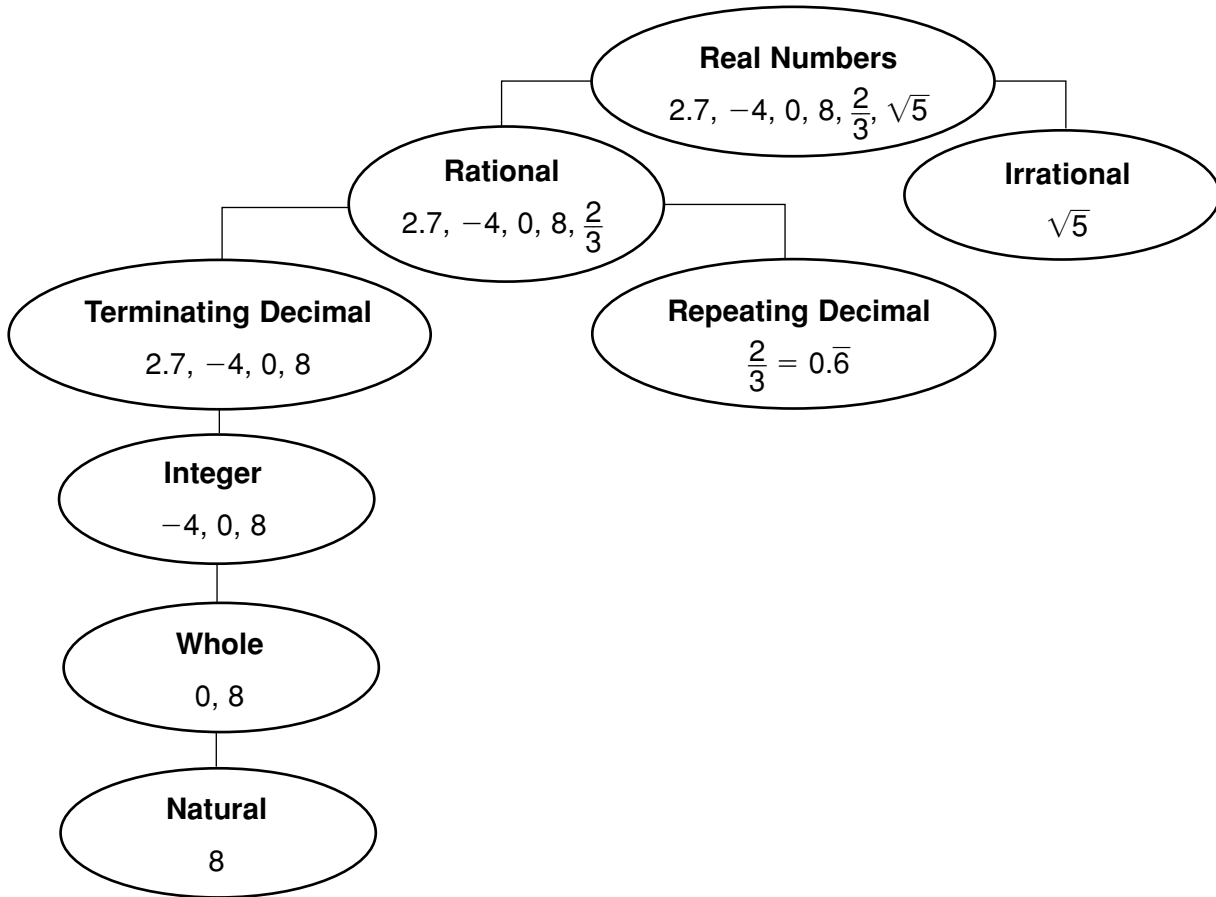 Real Numbers
2.7, −4, 0, 8, 2/3, √5
Rational
2.7, −4, 0, 8, 2/3
Irrational
√5
Terminating Decimal
2.7, −4, 0, 8
Repeating Decimal
2/3 = 0.6̅
Integer
−4, 0, 8
Whole
0, 8
Natural
8